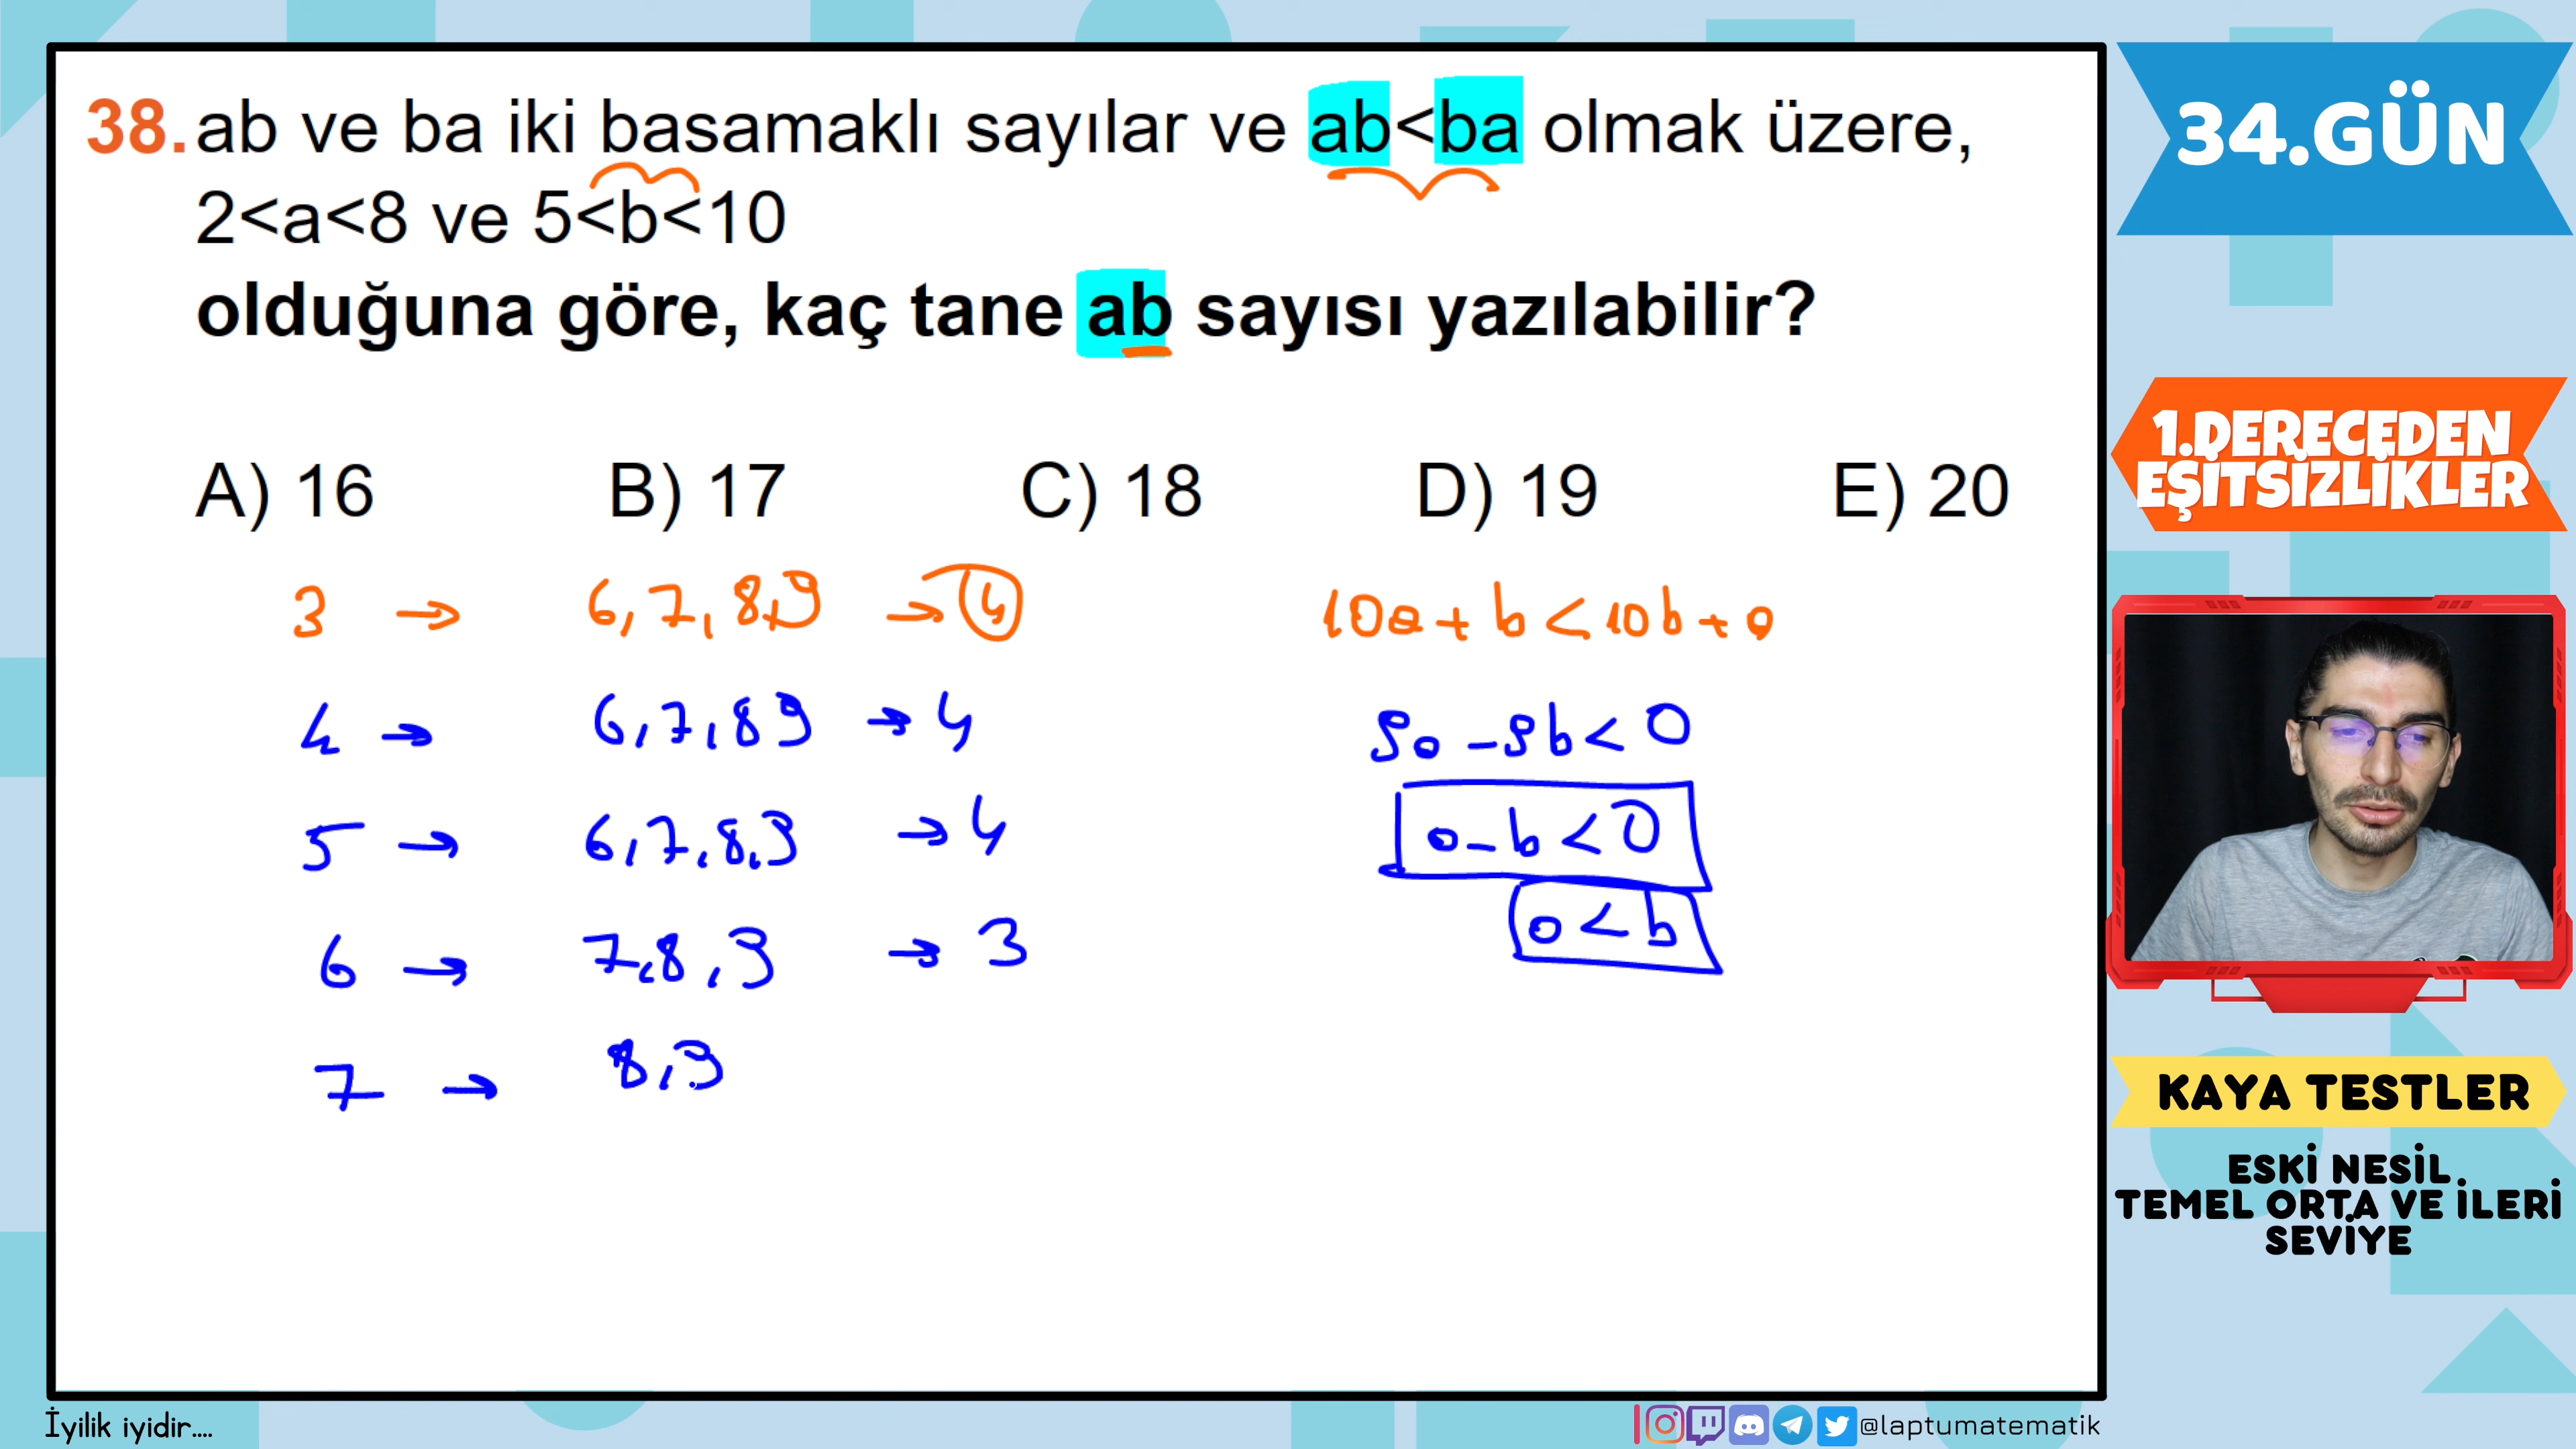 38. ab ve ba iki basamaklı sayılar ve ab<ba olmak üzere,
2<a<8 ve 5<b<10
olduğuna göre, kaç tane ab sayısı yazılabilir?
A) 16 B) 17 C) 18 D) 19 E) 20
3 → 6,7,8,9 → 4
4 → 6,7,8 9 → 4
5 → 6,7,8,9 → 4
6 → 7,8,9 → 3
7 → 8,9
10a + b < 10b + a
9a - 9b < 0
a - b < 0
a < b
34.GÜN
1.DERECEDEN
EŞİTSİZLİKLER
KAYA TESTLER
ESKİ NESİL
TEMEL ORTA VE İLERİ
SEVİYE
İyilik iyidir....
@laptumatematik